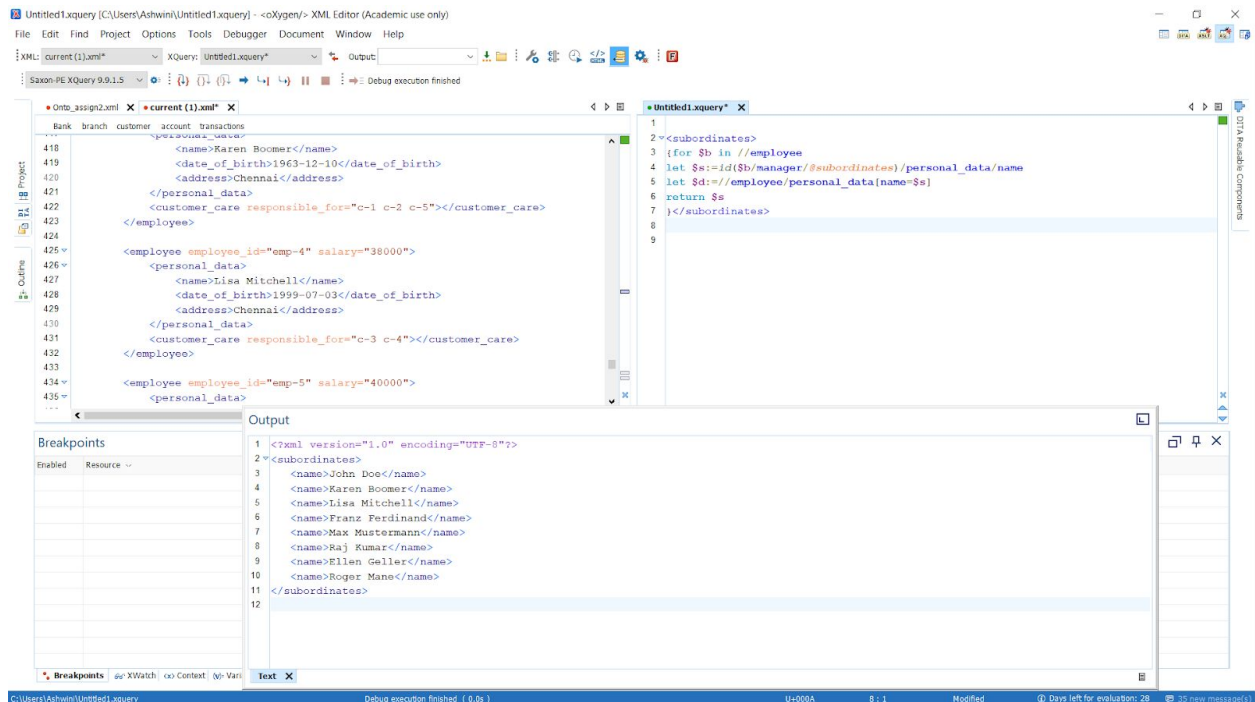 Untitled1.xquery [C:\Users\Ashwini\Untitled1.xquery] - <oXygen/> XML Editor (Academic use only)
File Edit Find Project Options Tools Debugger Document Window Help
XML: current (1).xml* XQuery: Untitled1.xquery* Output:
Saxon-PE XQuery 9.9.1.5 Debug execution finished
Onto_assign2.xml current (1).xml*
Bank branch customer account transactions
Project
Outline
<personal_data>
418 <name>Karen Boomer</name>
419 <date_of_birth>1963-12-10</date_of_birth>
420 <address>Chennai</address>
421 </personal_data>
422 <customer_care responsible_for="c-1 c-2 c-5"></customer_care>
423 </employee>
424
425 <employee employee_id="emp-4" salary="38000">
426 <personal_data>
427 <name>Lisa Mitchell</name>
428 <date_of_birth>1999-07-03</date_of_birth>
429 <address>Chennai</address>
430 </personal_data>
431 <customer_care responsible_for="c-3 c-4"></customer_care>
432 </employee>
433
434 <employee employee_id="emp-5" salary="40000">
435 <personal_data>
Untitled1.xquery*
1
2 <subordinates>
3 {for $b in //employee
4 let $s:=id($b/manager/@subordinates)/personal_data/name
5 let $d:=//employee/personal_data[name=$s]
6 return $s
7 }</subordinates>
8
9
DITA Reusable Components
Breakpoints
Enabled Resource
Breakpoints XWatch Context Vari
Output
1 <?xml version="1.0" encoding="UTF-8"?>
2 <subordinates>
3 <name>John Doe</name>
4 <name>Karen Boomer</name>
5 <name>Lisa Mitchell</name>
6 <name>Franz Ferdinand</name>
7 <name>Max Mustermann</name>
8 <name>Raj Kumar</name>
9 <name>Ellen Geller</name>
10 <name>Roger Mane</name>
11 </subordinates>
12
Text
C:\Users\Ashwini\Untitled1.xquery Debug execution finished ( 0.0s ) U+000A 8 : 1 Modified Days left for evaluation: 28 35 new message(s)